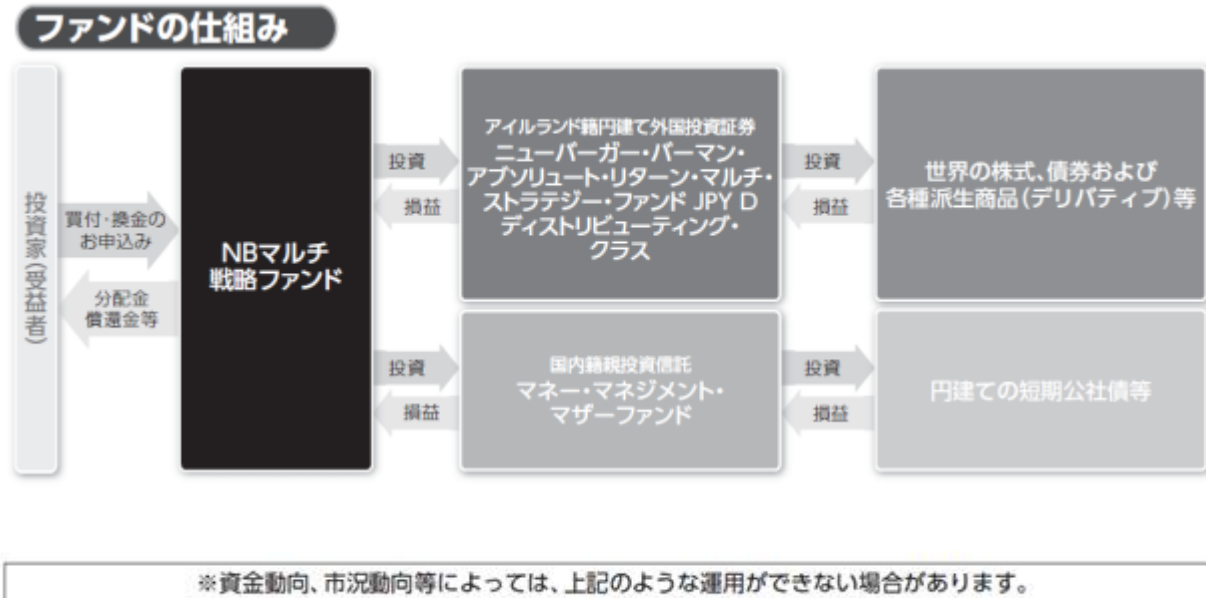 ファンドの仕組み
投資家(受益者)
買付・換金の
お申込み
分配金
償還金等
NBマルチ
戦略ファンド
投資
損益
アイルランド籍円建て外国投資証券
ニューバーガー・バーマン・
アブソリュート・リターン・マルチ・
ストラテジー・ファンド JPY D
ディストリビューティング・
クラス
投資
損益
世界の株式、債券および
各種派生商品(デリバティブ)等
投資
損益
国内籍親投資信託
マネー・マネジメント・
マザーファンド
投資
損益
円建ての短期公社債等
※資金動向、市況動向等によっては、上記のような運用ができない場合があります。